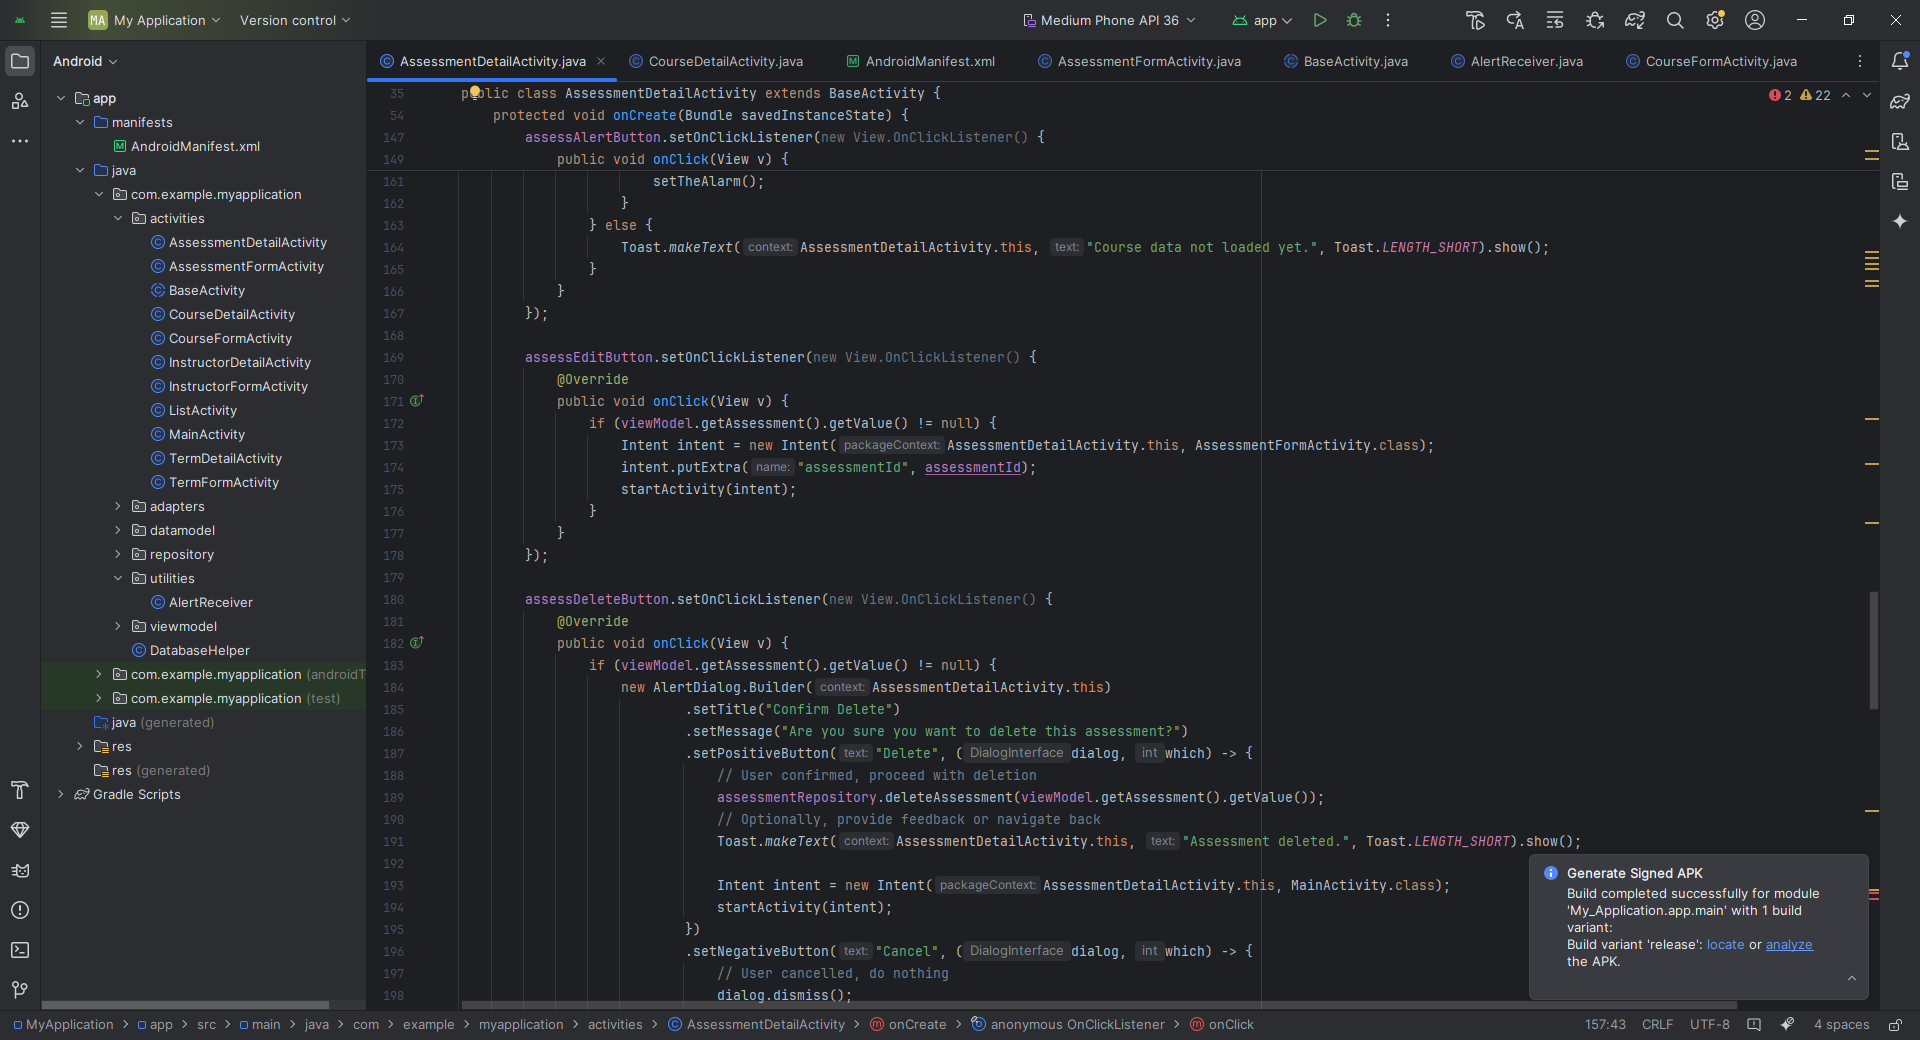 MA My Application Version control Medium Phone API 36 app
Android
app
manifests
AndroidManifest.xml
java
com.example.myapplication
activities
AssessmentDetailActivity
AssessmentFormActivity
BaseActivity
CourseDetailActivity
CourseFormActivity
InstructorDetailActivity
InstructorFormActivity
ListActivity
MainActivity
TermDetailActivity
TermFormActivity
adapters
datamodel
repository
utilities
AlertReceiver
viewmodel
DatabaseHelper
com.example.myapplication (androidT
com.example.myapplication (test)
java (generated)
res
res (generated)
Gradle Scripts
AssessmentDetailActivity.java CourseDetailActivity.java AndroidManifest.xml AssessmentFormActivity.java BaseActivity.java AlertReceiver.java CourseFormActivity.java
2 22
35 public class AssessmentDetailActivity extends BaseActivity {
54 protected void onCreate(Bundle savedInstanceState) {
147 assessAlertButton.setOnClickListener(new View.OnClickListener() {
149 public void onClick(View v) {
161 setTheAlarm();
162 }
163 } else {
164 Toast.makeText( context: AssessmentDetailActivity.this, text: "Course data not loaded yet.", Toast.LENGTH_SHORT).show();
165 }
166 }
167 });
168
169 assessEditButton.setOnClickListener(new View.OnClickListener() {
170 @Override
171 public void onClick(View v) {
172 if (viewModel.getAssessment().getValue() != null) {
173 Intent intent = new Intent( packageContext: AssessmentDetailActivity.this, AssessmentFormActivity.class);
174 intent.putExtra( name: "assessmentId", assessmentId);
175 startActivity(intent);
176 }
177 }
178 });
179
180 assessDeleteButton.setOnClickListener(new View.OnClickListener() {
181 @Override
182 public void onClick(View v) {
183 if (viewModel.getAssessment().getValue() != null) {
184 new AlertDialog.Builder( context: AssessmentDetailActivity.this)
185 .setTitle("Confirm Delete")
186 .setMessage("Are you sure you want to delete this assessment?")
187 .setPositiveButton( text: "Delete", ( DialogInterface dialog, int which) -> {
188 // User confirmed, proceed with deletion
189 assessmentRepository.deleteAssessment(viewModel.getAssessment().getValue());
190 // Optionally, provide feedback or navigate back
191 Toast.makeText( context: AssessmentDetailActivity.this, text: "Assessment deleted.", Toast.LENGTH_SHORT).show();
192
193 Intent intent = new Intent( packageContext: AssessmentDetailActivity.this, MainActivity.class);
194 startActivity(intent);
195 })
196 .setNegativeButton( text: "Cancel", ( DialogInterface dialog, int which) -> {
197 // User cancelled, do nothing
198 dialog.dismiss();
Generate Signed APK
Build completed successfully for module
'My_Application.app.main' with 1 build
variant:
Build variant 'release': locate or analyze
the APK.
MyApplication > app > src > main > java > com > example > myapplication > activities > AssessmentDetailActivity > onCreate > anonymous OnClickListener > onClick 157:43 CRLF UTF-8 4 spaces